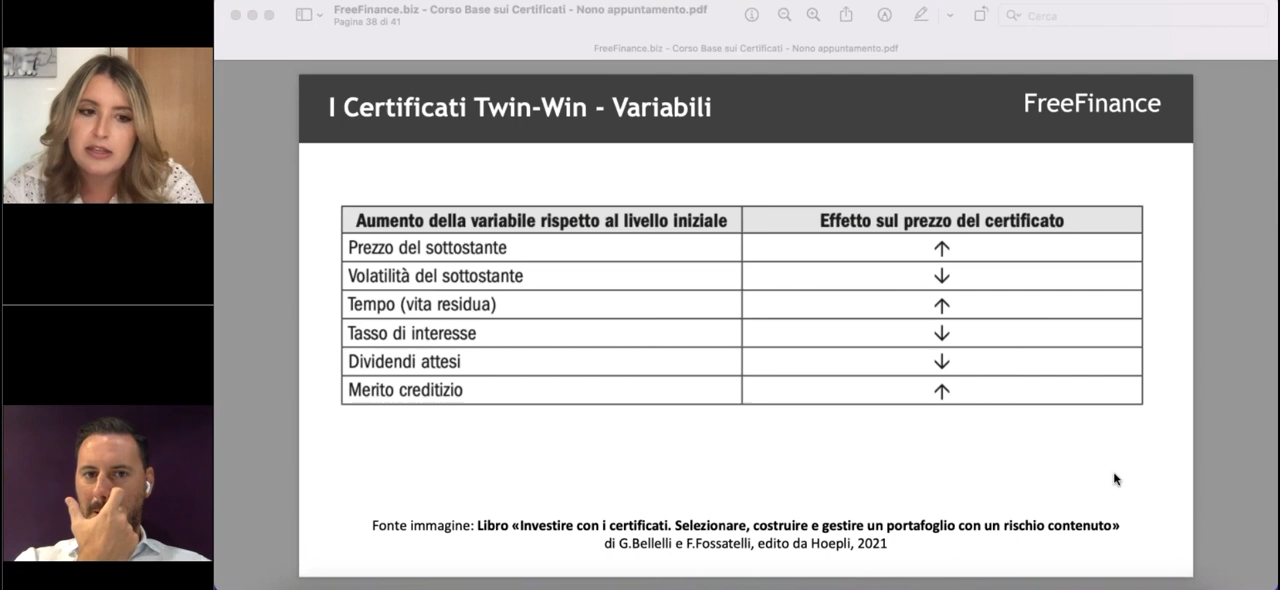 FreeFinance.biz - Corso Base sui Certificati - Nono appuntamento.pdf
Pagina 38 di 41
Cerca
FreeFinance.biz - Corso Base sui Certificati - Nono appuntamento.pdf
I Certificati Twin-Win - Variabili
FreeFinance
Aumento della variabile rispetto al livello iniziale Effetto sul prezzo del certificato
Prezzo del sottostante ↑
Volatilità del sottostante ↓
Tempo (vita residua) ↑
Tasso di interesse ↓
Dividendi attesi ↓
Merito creditizio ↑
Fonte immagine: Libro «Investire con i certificati. Selezionare, costruire e gestire un portafoglio con un rischio contenuto»
di G.Bellelli e F.Fossatelli, edito da Hoepli, 2021